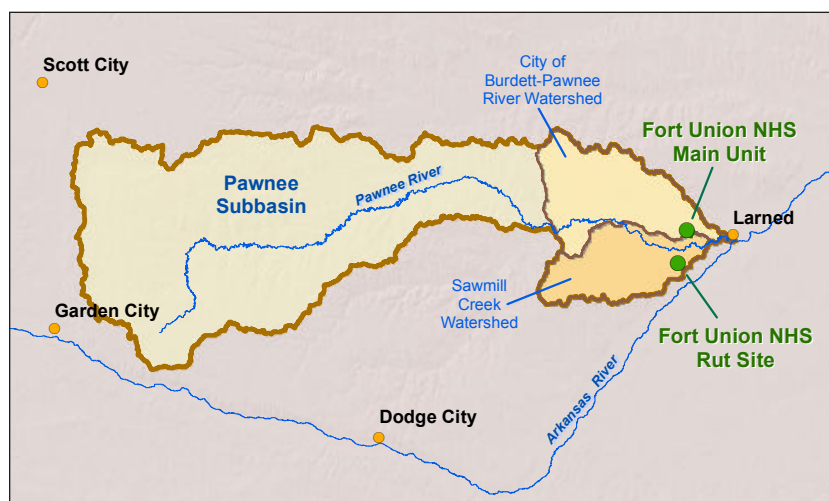 Scott City
City of
Burdett-Pawnee
River Watershed
Fort Union NHS
Main Unit
Pawnee
Subbasin
Pawnee River
Larned
Sawmill
Creek
Watershed
Garden City
Fort Union NHS
Rut Site
Arkansas River
Dodge City